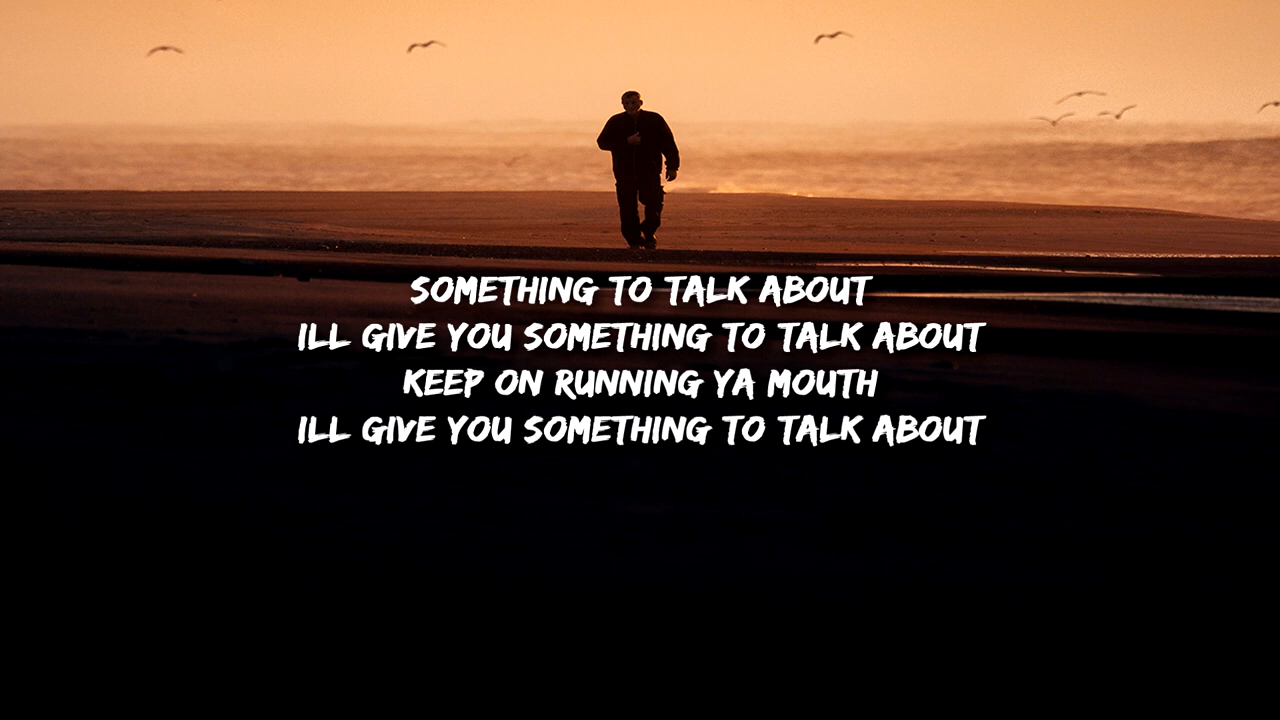 SOMETHING TO TALK ABOUT
ILL GIVE YOU SOMETHING TO TALK ABOUT
KEEP ON RUNNING YA MOUTH
ILL GIVE YOU SOMETHING TO TALK ABOUT